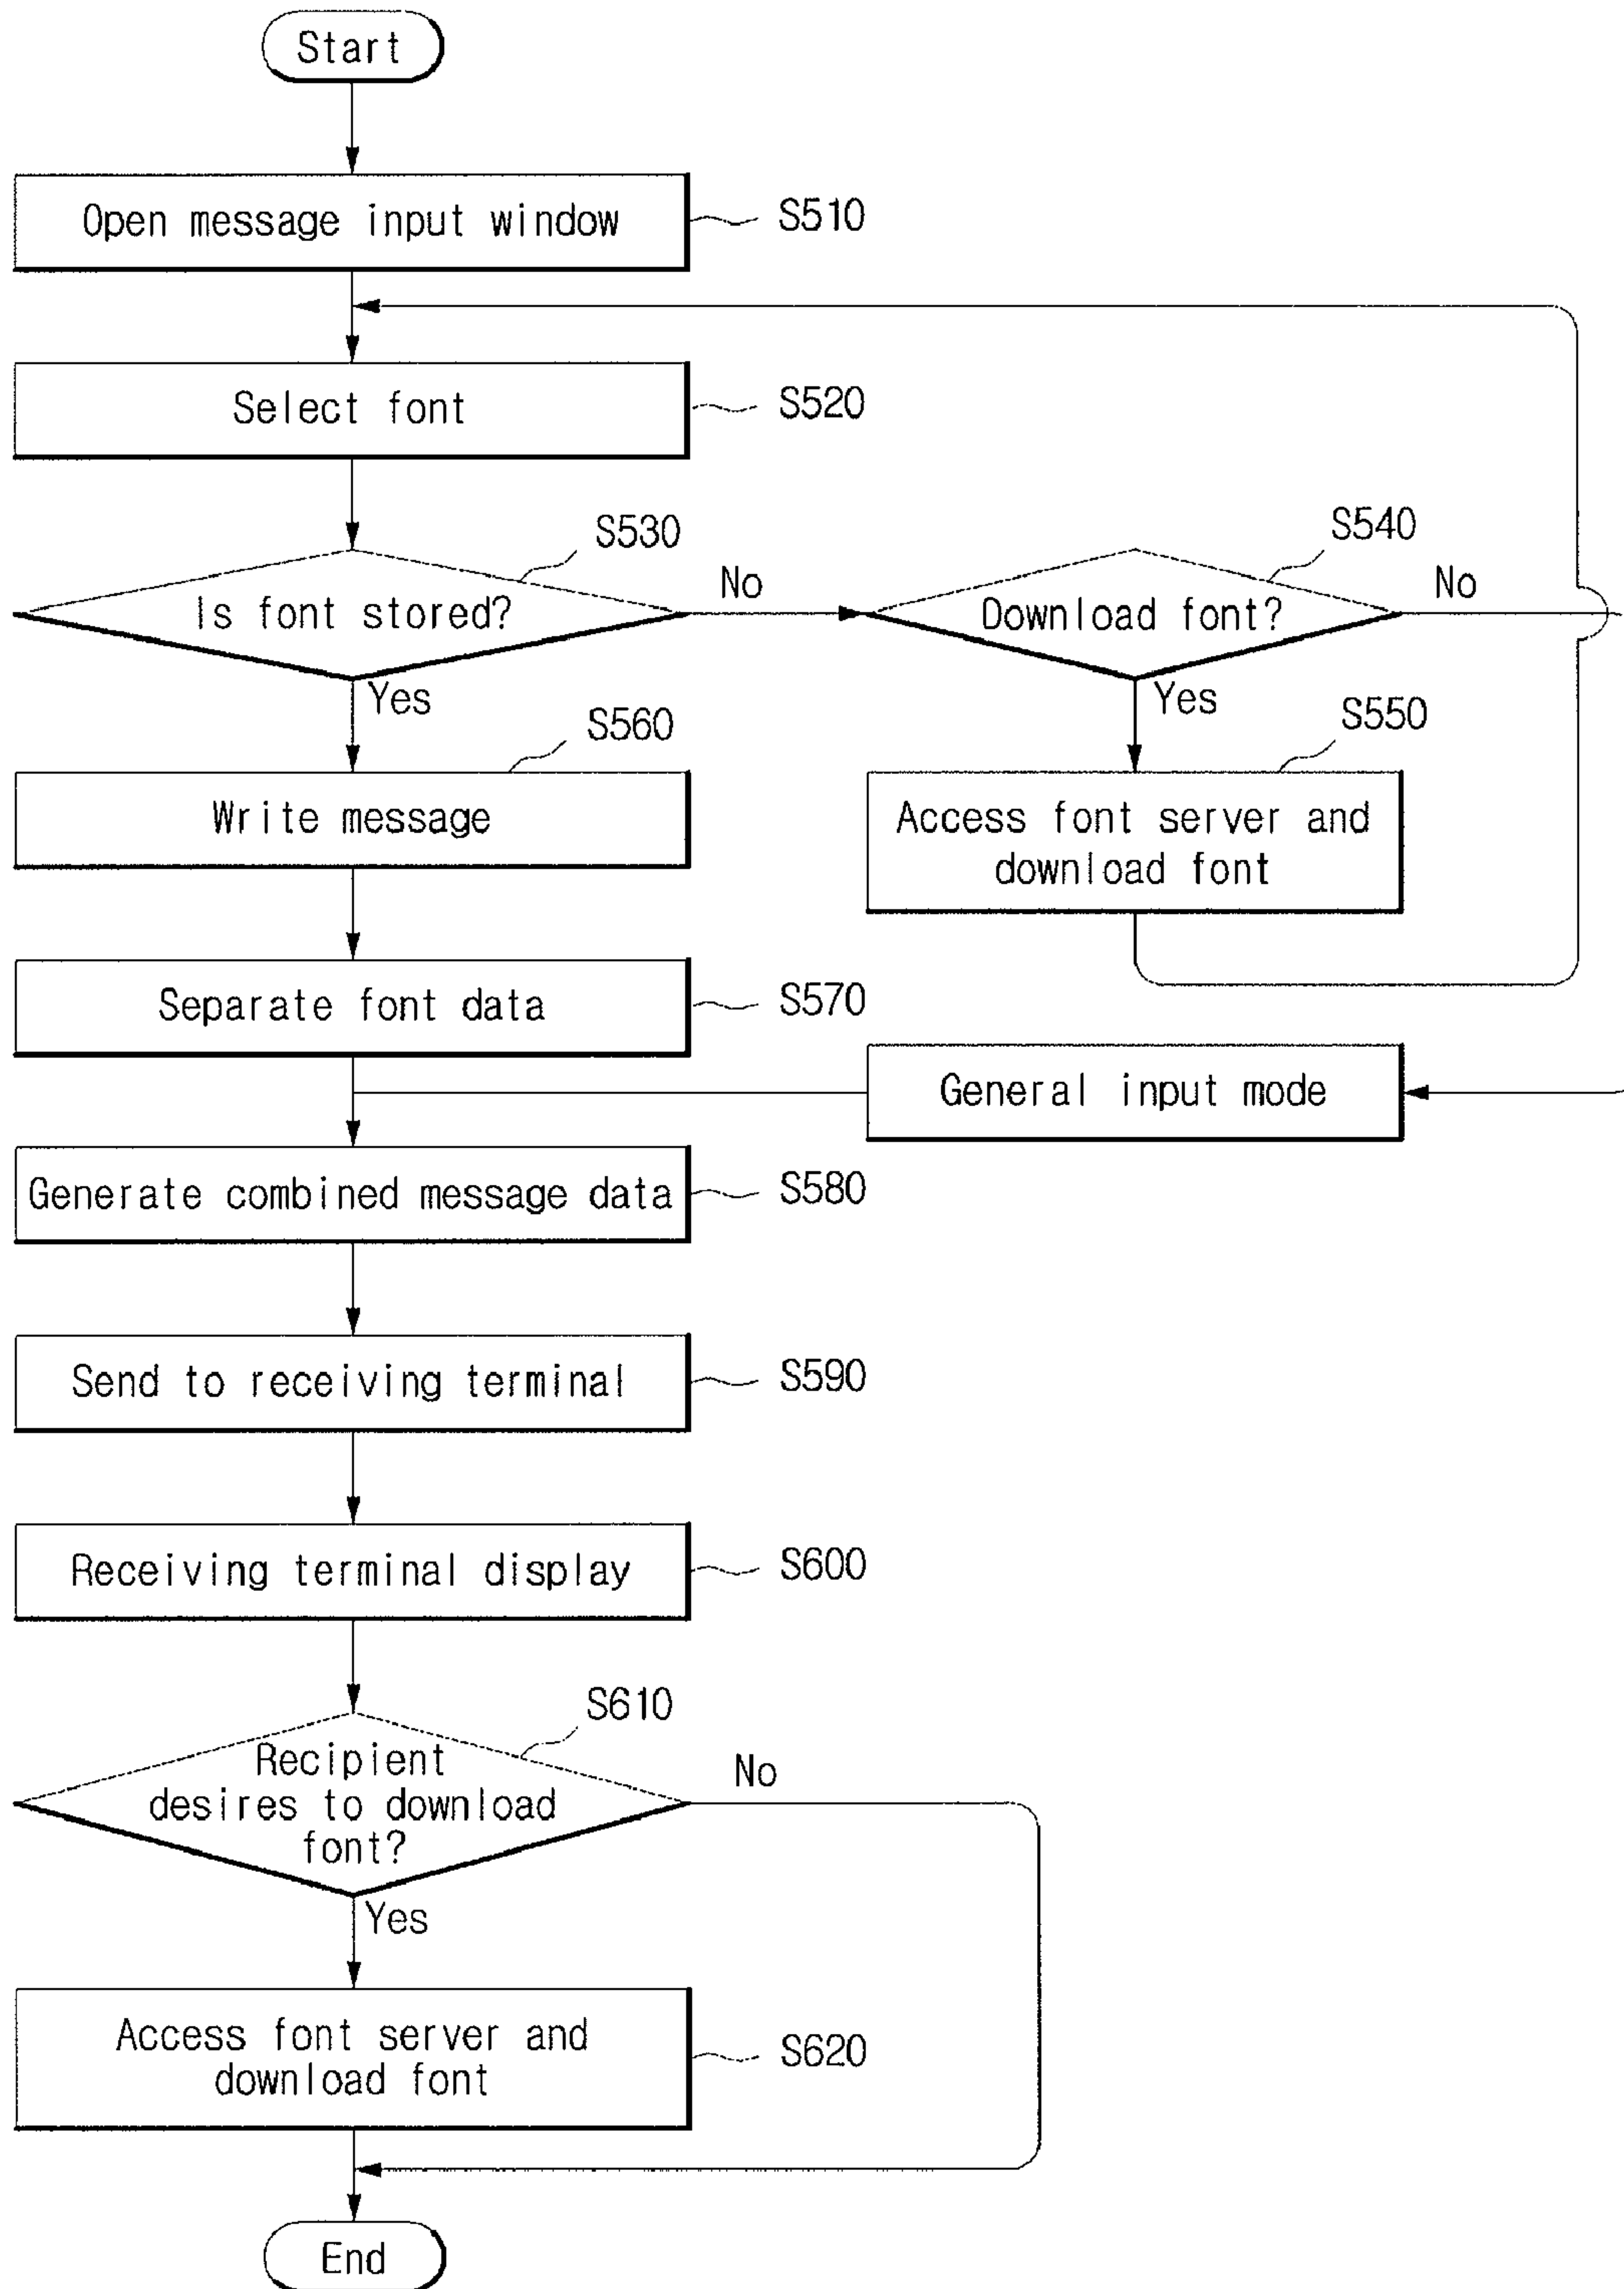 Start
Open message input window
S510
Select font
S520
S530
Is font stored?
No
S540
Download font?
No
Yes
Yes
S560
Write message
S550
Access font server and
download font
Separate font data
S570
General input mode
Generate combined message data
S580
Send to receiving terminal
S590
Receiving terminal display
S600
S610
Recipient
desires to download
font?
No
Yes
Access font server and
download font
S620
End